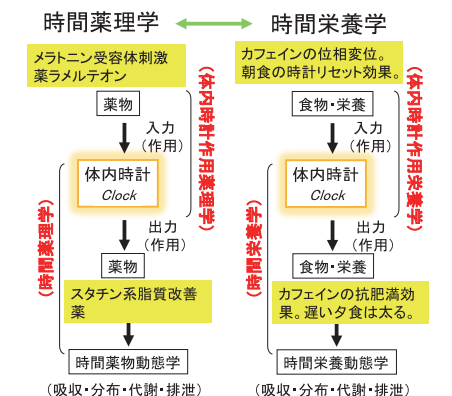 時間薬理学
時間栄養学
メラトニン受容体刺激
薬ラメルテオン
薬物
入力
(作用)
(体内時計作用薬理学)
体内時計
Clock
出力
(作用)
(時間薬理学)
薬物
スタチン系脂質改善
薬
時間薬物動態学
(吸収・分布・代謝・排泄)
カフェインの位相変位。
朝食の時計リセット効果。
食物・栄養
入力
(作用)
(体内時計作用栄養学)
体内時計
Clock
出力
(作用)
(時間栄養学)
食物・栄養
カフェインの抗肥満効
果。遅い夕食は太る。
時間栄養動態学
(吸収・分布・代謝・排泄)